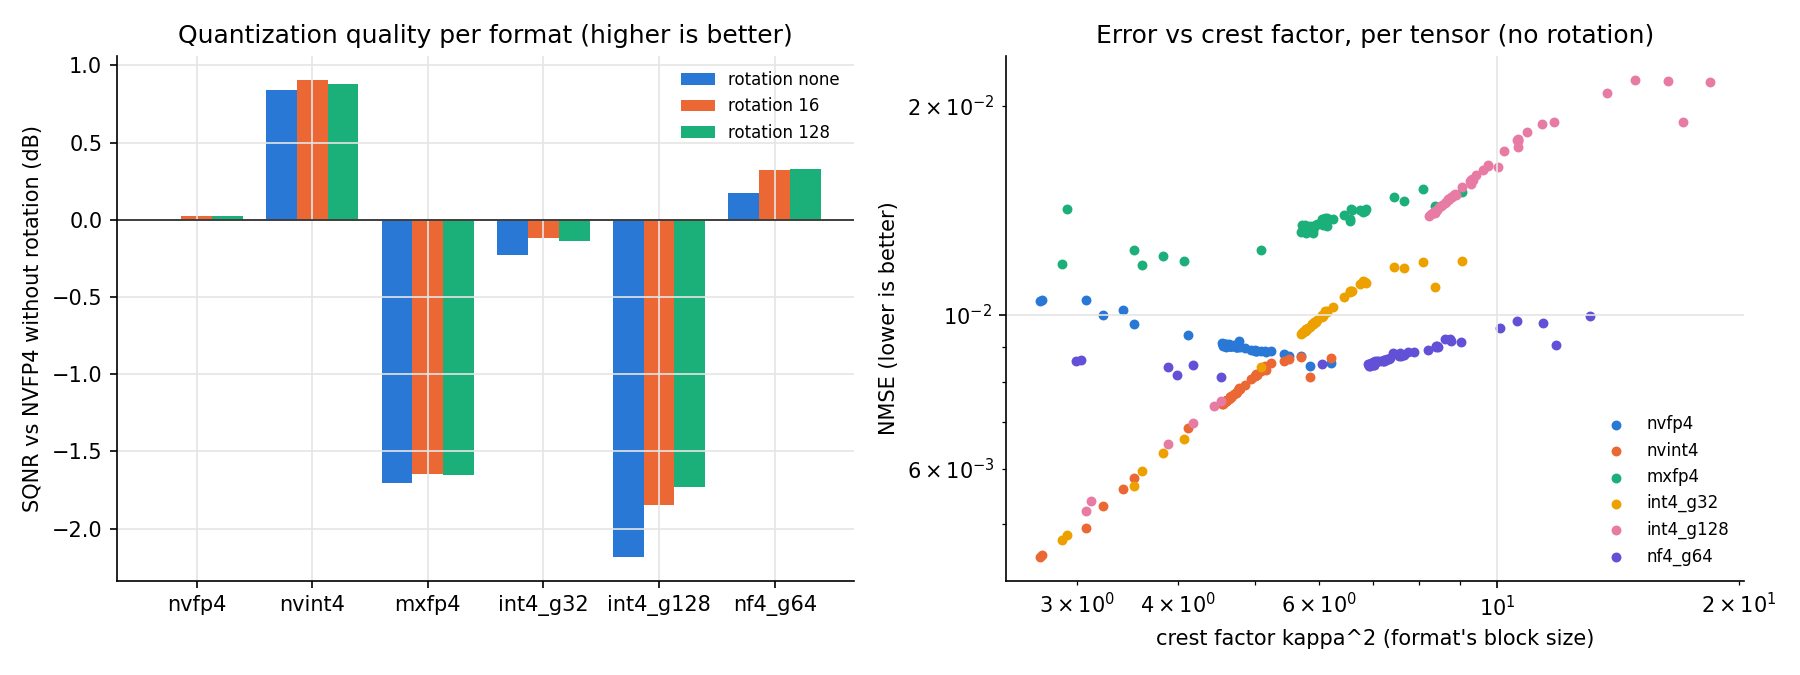 Quantization quality per format (higher is better)
SQNR vs NVFP4 without rotation (dB)
1.0
0.5
0.0
−0.5
−1.0
−1.5
−2.0
rotation none
rotation 16
rotation 128
nvfp4
nvint4
mxfp4
int4_g32
int4_g128
nf4_g64
Error vs crest factor, per tensor (no rotation)
NMSE (lower is better)
2 × 10⁻²
10⁻²
6 × 10⁻³
nvfp4
nvint4
mxfp4
int4_g32
int4_g128
nf4_g64
3 × 10⁰
4 × 10⁰
6 × 10⁰
10¹
2 × 10¹
crest factor kappa^2 (format's block size)